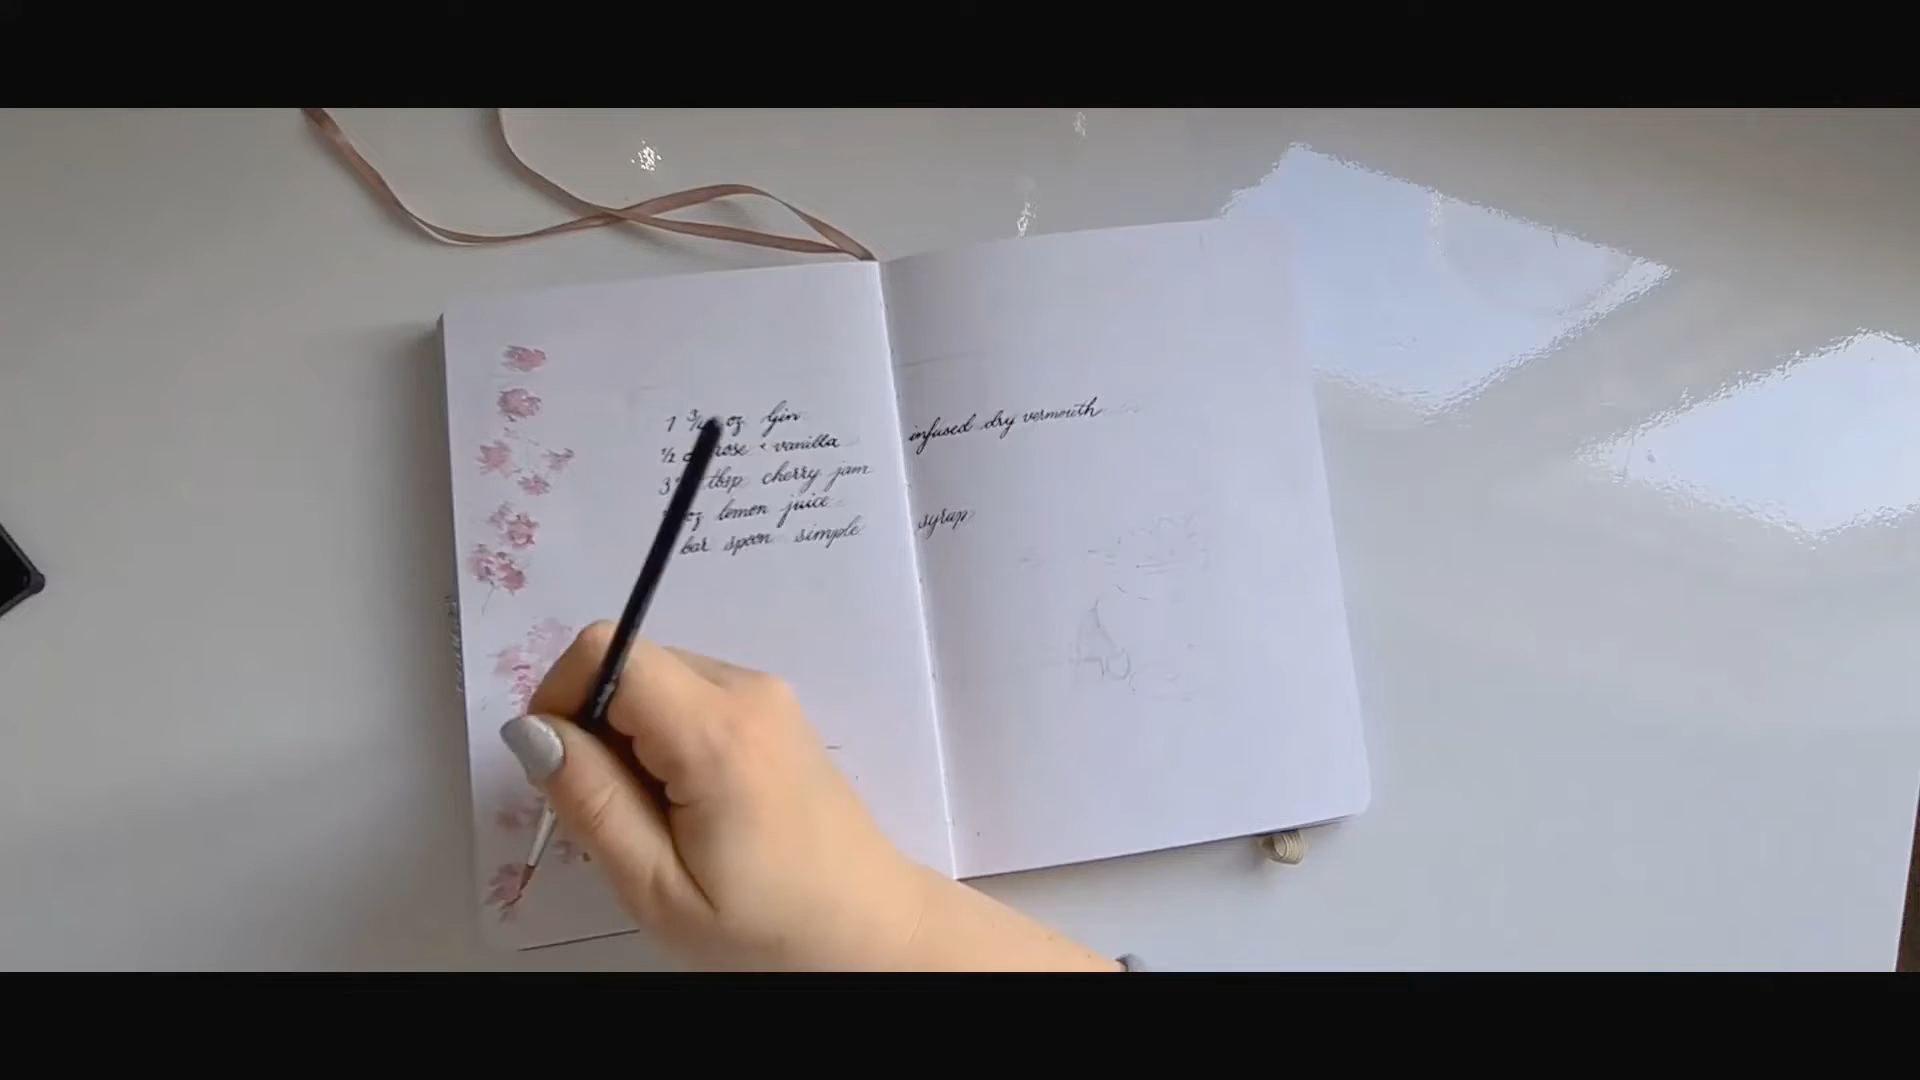 1 3/4 oz Gin
1/2 rose + vanilla infused dry vermouth
3 tbsp cherry jam
oz lemon juice
bar spoon simple syrup